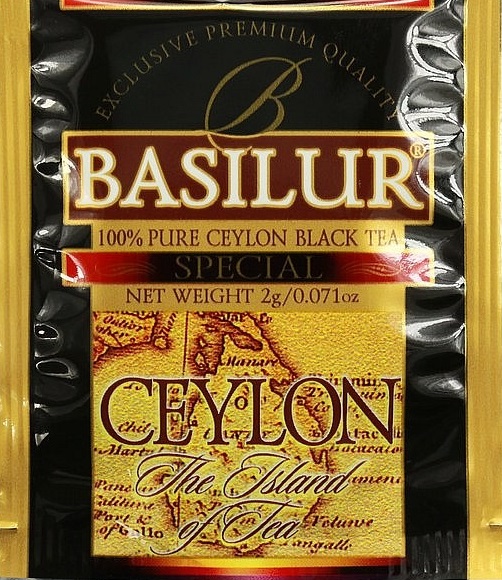 EXCLUSIVE PREMIUM QUALITY
B
BASILUR®
100% PURE CEYLON BLACK TEA
SPECIAL
NET WEIGHT 2g/0.071oz
Manare
CEYLON
The Island
of Tea